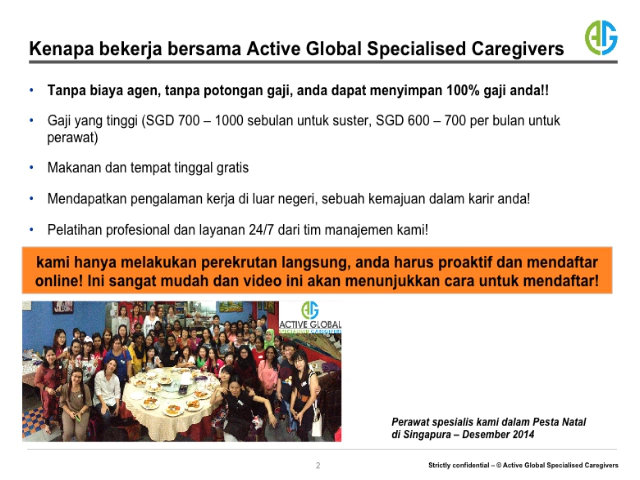 Kenapa bekerja bersama Active Global Specialised Caregivers
AG
• Tanpa biaya agen, tanpa potongan gaji, anda dapat menyimpan 100% gaji anda!!
• Gaji yang tinggi (SGD 700 – 1000 sebulan untuk suster, SGD 600 – 700 per bulan untuk
perawat)
• Makanan dan tempat tinggal gratis
• Mendapatkan pengalaman kerja di luar negeri, sebuah kemajuan dalam karir anda!
• Pelatihan profesional dan layanan 24/7 dari tim manajemen kami!
kami hanya melakukan perekrutan langsung, anda harus proaktif dan mendaftar
online! Ini sangat mudah dan video ini akan menunjukkan cara untuk mendaftar!
AG
ACTIVE GLOBAL
SPECIALISED CAREGIVERS
Perawat spesialis kami dalam Pesta Natal
di Singapura – Desember 2014
2
Strictly confidential – © Active Global Specialised Caregivers